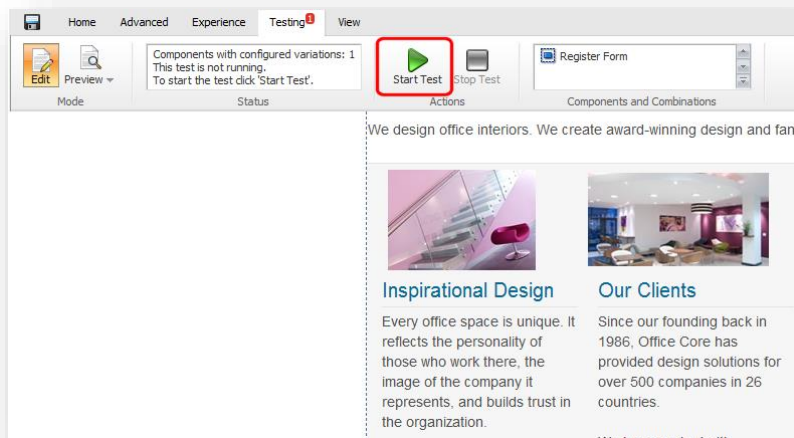 Home Advanced Experience Testing 1 View
Components with configured variations: 1
This test is not running.
To start the test click 'Start Test'.
Edit Preview
Start Test Stop Test
Register Form
Mode Status Actions Components and Combinations
We design office interiors. We create award-winning design and fan
Inspirational Design
Every office space is unique. It
reflects the personality of
those who work there, the
image of the company it
represents, and builds trust in
the organization.
Our Clients
Since our founding back in
1986, Office Core has
provided design solutions for
over 500 companies in 26
countries.